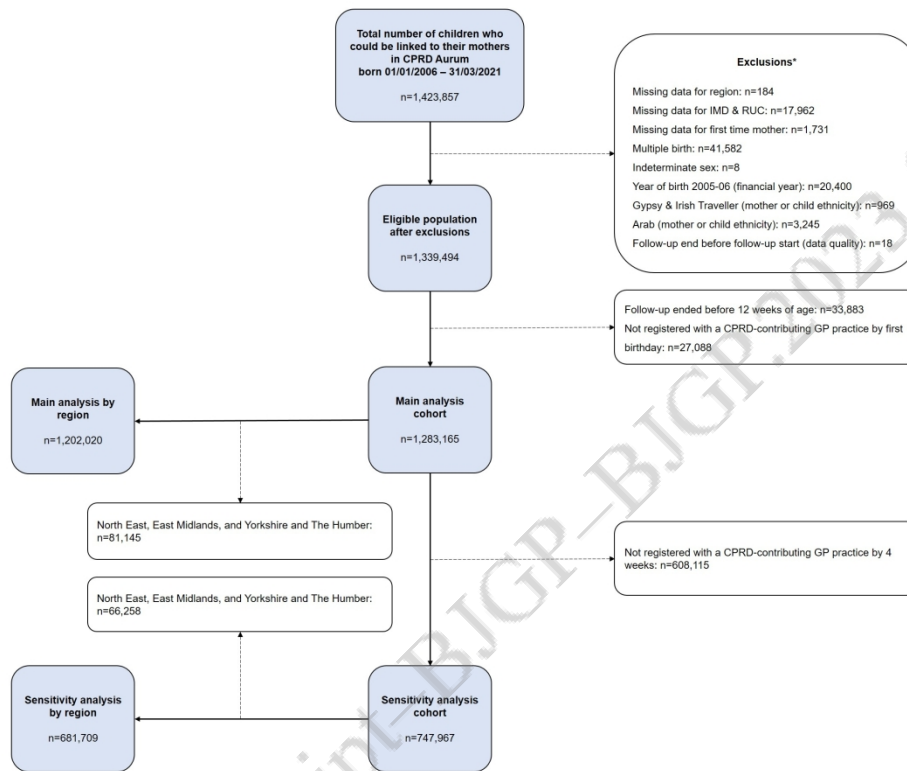 Total number of children who
could be linked to their mothers
in CPRD Aurum
born 01/01/2006 – 31/03/2021
n=1,423,857
Exclusions*
Missing data for region: n=184
Missing data for IMD & RUC: n=17,962
Missing data for first time mother: n=1,731
Multiple birth: n=41,582
Indeterminate sex: n=8
Year of birth 2005-06 (financial year): n=20,400
Gypsy & Irish Traveller (mother or child ethnicity): n=969
Arab (mother or child ethnicity): n=3,245
Follow-up end before follow-up start (data quality): n=18
Eligible population
after exclusions
n=1,339,494
Follow-up ended before 12 weeks of age: n=33,883
Not registered with a CPRD-contributing GP practice by first
birthday: n=27,088
Main analysis by
region
n=1,202,020
Main analysis
cohort
n=1,283,165
North East, East Midlands, and Yorkshire and The Humber:
n=81,145
Not registered with a CPRD-contributing GP practice by 4
weeks: n=608,115
North East, East Midlands, and Yorkshire and The Humber:
n=66,258
Sensitivity analysis
by region
n=681,709
Sensitivity analysis
cohort
n=747,967
int–BJGP–BJGP.2023